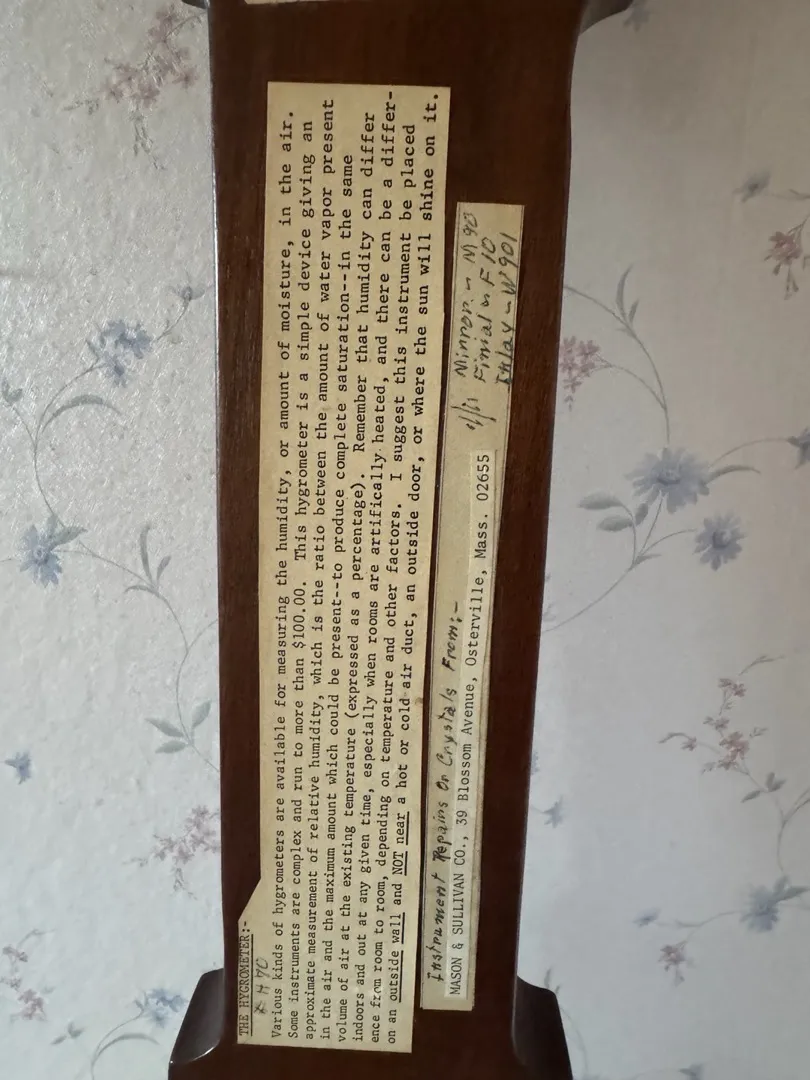 THE HYGROMETER:-
# H 70
Various kinds of hygrometers are available for measuring the humidity, or amount of moisture, in the air.
Some instruments are complex and run to more than $100.00. This hygrometer is a simple device giving an
approximate measurement of relative humidity, which is the ratio between the amount of water vapor present
in the air and the maximum amount which could be present--to produce complete saturation--in the same
volume of air at the existing temperature (expressed as a percentage). Remember that humidity can differ
indoors and out at any given time, especially when rooms are artifically heated, and there can be a differ-
ence from room to room, depending on temperature and other factors. I suggest this instrument be placed
on an outside wall and NOT near a hot or cold air duct, an outside door, or where the sun will shine on it.
Instrument Repairs Or Crystals From:-
MASON & SULLIVAN CO., 39 Blossom Avenue, Osterville, Mass. 02655
Mirror - M 90
Finial - F 10
Inlay - W 901